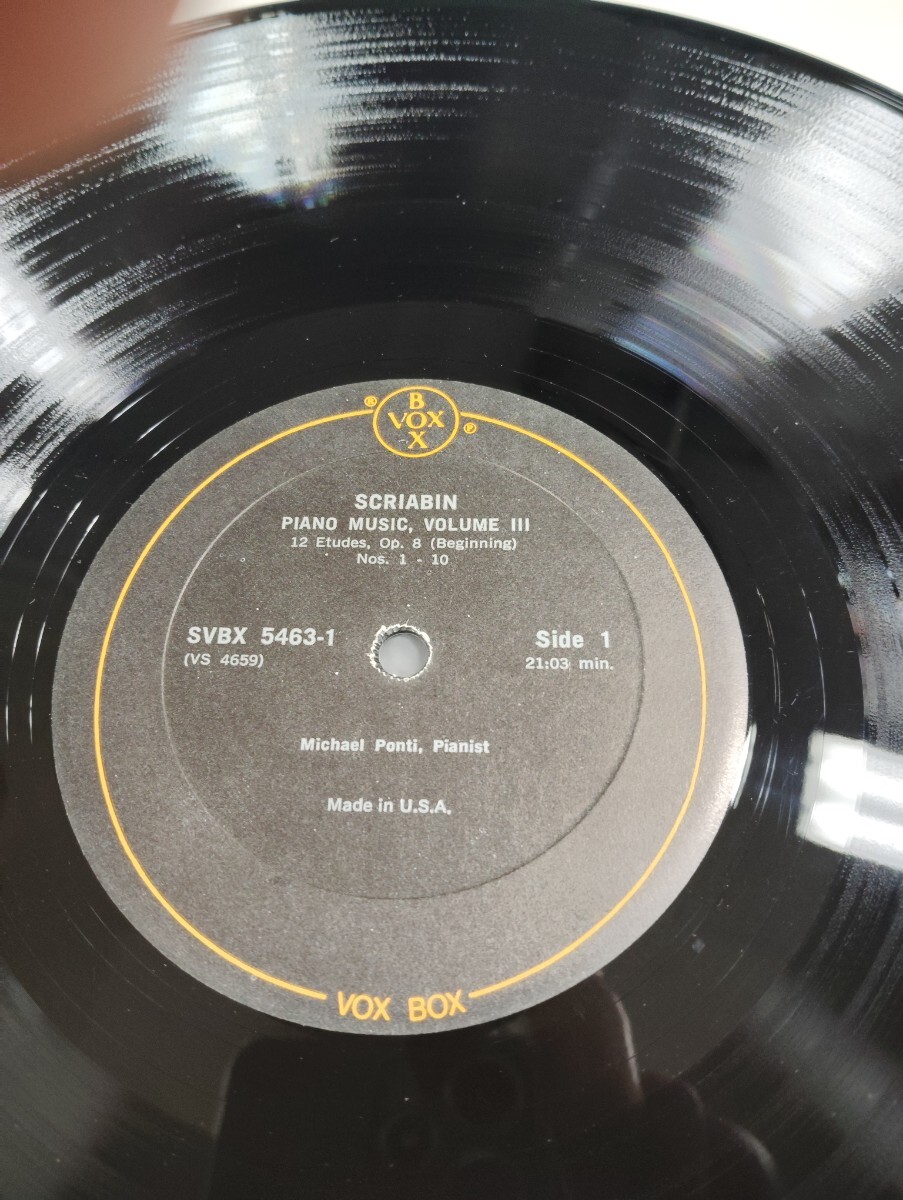 B
® VOX ℗
X
SCRIABIN
PIANO MUSIC, VOLUME III
12 Etudes, Op. 8 (Beginning)
Nos. 1 - 10
SVBX 5463-1
(VS 4659)
Side 1
21:03 min.
Michael Ponti, Pianist
Made in U.S.A.
VOX BOX